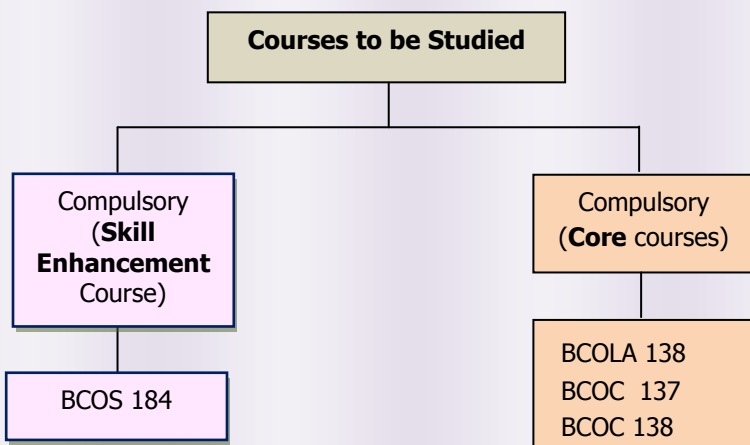 Courses to be Studied
Compulsory
(Skill
Enhancement
Course)
BCOS 184
Compulsory
(Core courses)
BCOLA 138
BCOC 137
BCOC 138